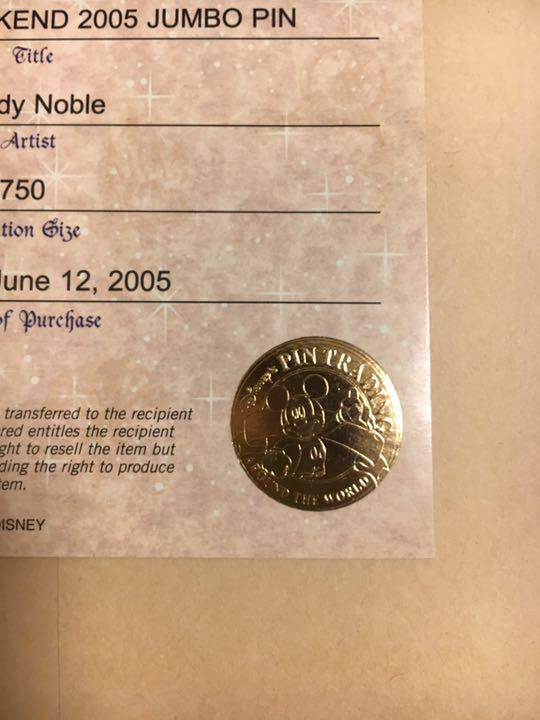 KEND 2005 JUMBO PIN
Title
dy Noble
Artist
750
tion Size
June 12, 2005
of Purchase
transferred to the recipient
red entitles the recipient
ght to resell the item but
ding the right to produce
tem.
ISNEY
Disney's PIN TRADING
AROUND THE WORLD